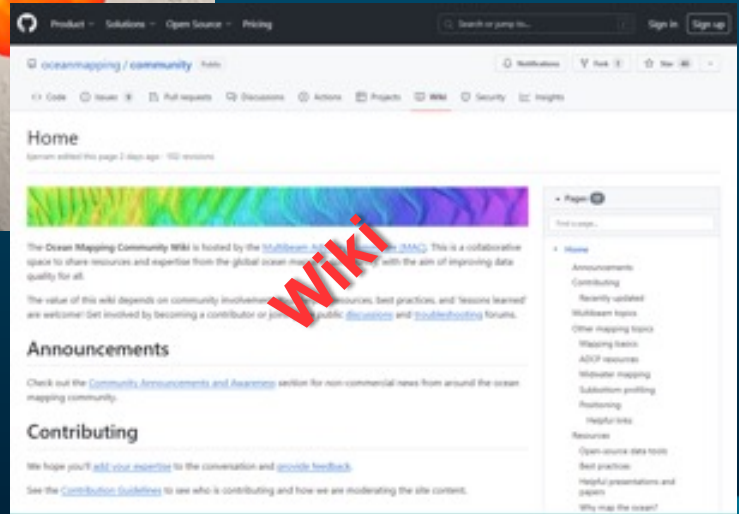 Product Solutions Open Source Pricing
Search or jump to...
/
Sign in Sign up
oceanmapping / community Public
Notifications Fork Star
Code Issues Pull requests Discussions Actions Projects Wiki Security Insights
Home
edited this page 2 days ago · revisions
The Ocean Mapping Community Wiki is hosted by the Multibeam (MAC). This is a collaborative
space to share resources and expertise from the global ocean with the aim of improving data
quality for all.
The value of this wiki depends on community resources, best practices, and 'lessons learned'
are welcome! Get involved by becoming a contributor or public discussions and troubleshooting forums.
Announcements
Check out the Community Announcements and Awareness section for non-commercial news from around the ocean
mapping community.
Contributing
We hope you'll add your expertise to the conversation and provide feedback.
See the Contribution Guidelines to see who is contributing and how we are moderating the site content.
Wiki
Pages
Find a page...
Home
Announcements
Contributing
Recently updated
Multibeam topics
Other mapping topics
Mapping basics
ADCP resources
Midwater mapping
Subbottom profiling
Positioning
Helpful links
Resources
Open-source data tools
Best practices
Helpful presentations and
papers
Why map the ocean?